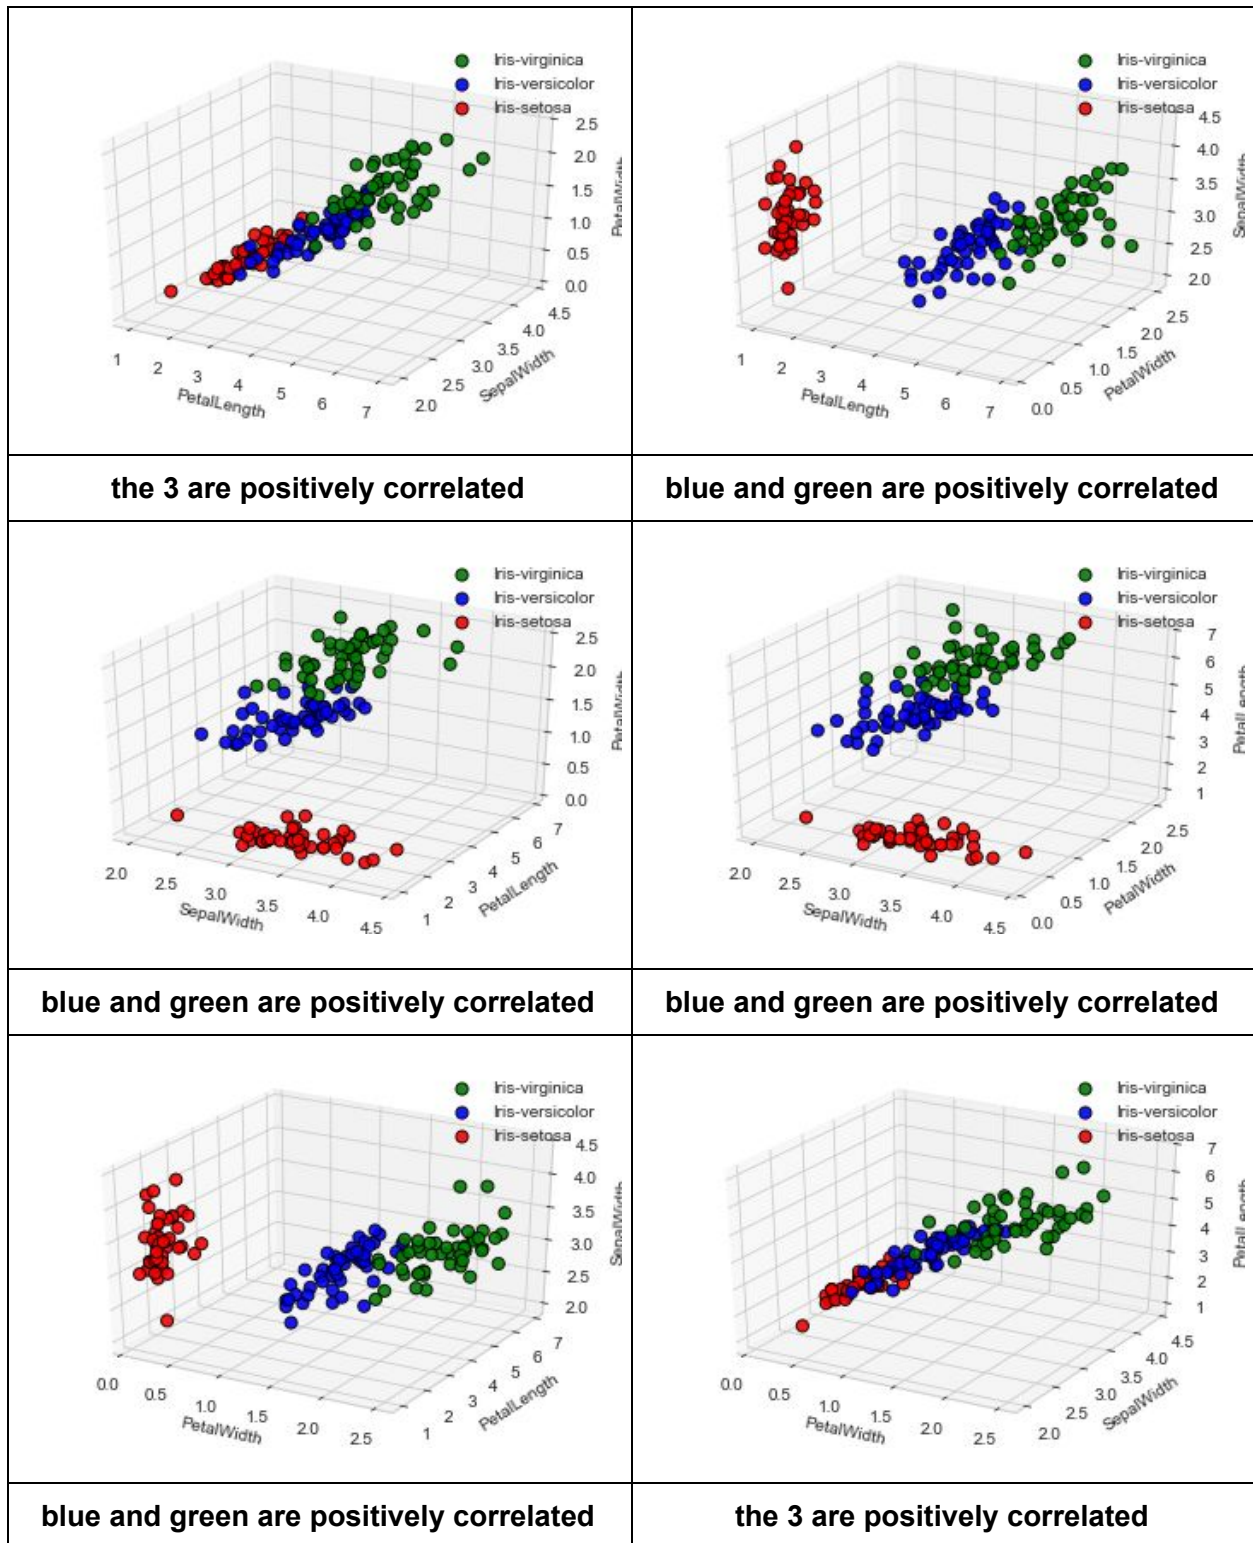 Iris-virginica
Iris-versicolor
Iris-setosa
2.5
2.0
1.5
1.0
0.5
0.0
PetalWidth
1
2
3
4
5
6
7
PetalLength
2.0
2.5
3.0
3.5
4.0
4.5
SepalWidth
Iris-virginica
Iris-versicolor
Iris-setosa
4.5
4.0
3.5
3.0
2.5
2.0
SepalWidth
1
2
3
4
5
6
7
PetalLength
0.0
0.5
1.0
1.5
2.0
2.5
PetalWidth
the 3 are positively correlated
blue and green are positively correlated
Iris-virginica
Iris-versicolor
Iris-setosa
2.5
2.0
1.5
1.0
0.5
0.0
PetalWidth
2.0
2.5
3.0
3.5
4.0
4.5
SepalWidth
1
2
3
4
5
6
7
PetalLength
Iris-virginica
Iris-versicolor
Iris-setosa
7
6
5
4
3
2
1
PetalLength
2.0
2.5
3.0
3.5
4.0
4.5
SepalWidth
0.0
0.5
1.0
1.5
2.0
2.5
PetalWidth
blue and green are positively correlated
blue and green are positively correlated
Iris-virginica
Iris-versicolor
Iris-setosa
4.5
4.0
3.5
3.0
2.5
2.0
SepalWidth
0.0
0.5
1.0
1.5
2.0
2.5
PetalWidth
1
2
3
4
5
6
7
PetalLength
Iris-virginica
Iris-versicolor
Iris-setosa
7
6
5
4
3
2
1
PetalLength
0.0
0.5
1.0
1.5
2.0
2.5
PetalWidth
2.0
2.5
3.0
3.5
4.0
4.5
SepalWidth
blue and green are positively correlated
the 3 are positively correlated